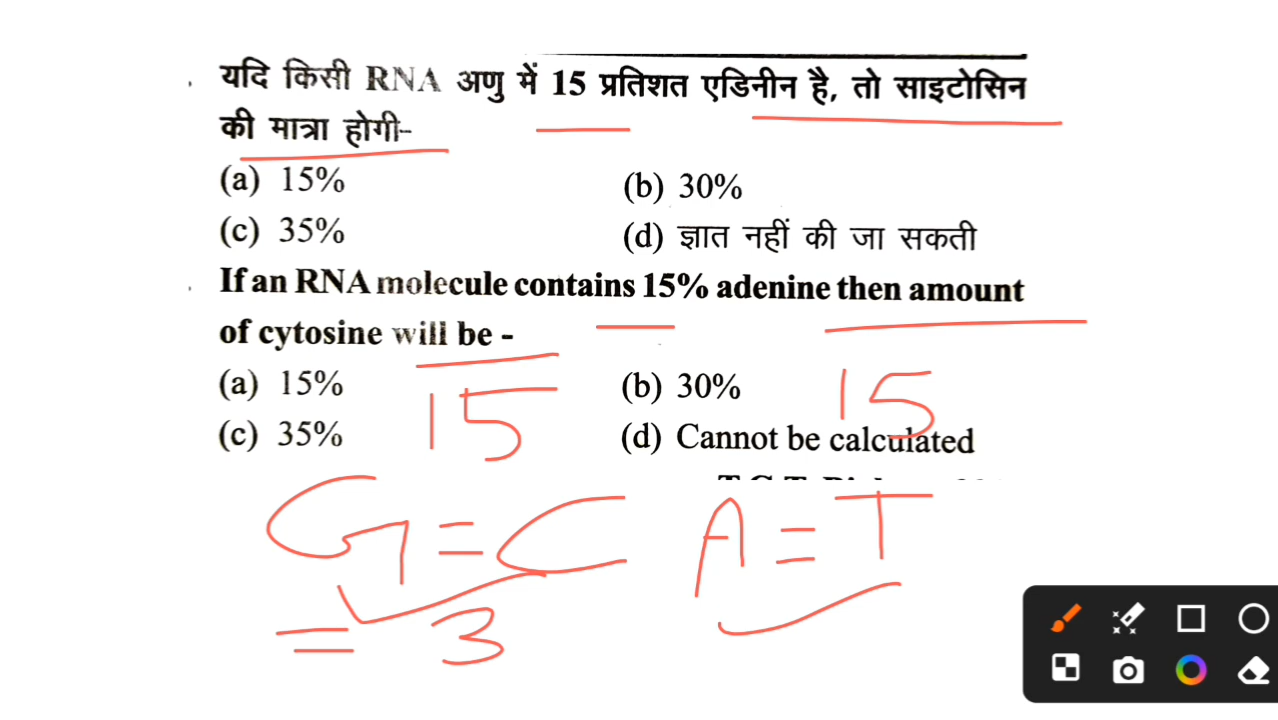 यदि किसी RNA अणु में 15 प्रतिशत एडिनीन है, तो साइटोसिन
की मात्रा होगी-
(a) 15% (b) 30%
(c) 35% (d) ज्ञात नहीं की जा सकती
If an RNA molecule contains 15% adenine then amount
of cytosine will be -
(a) 15% (b) 30% 15
(c) 35% 15 (d) Cannot be calculated
G = C A = T
= 3